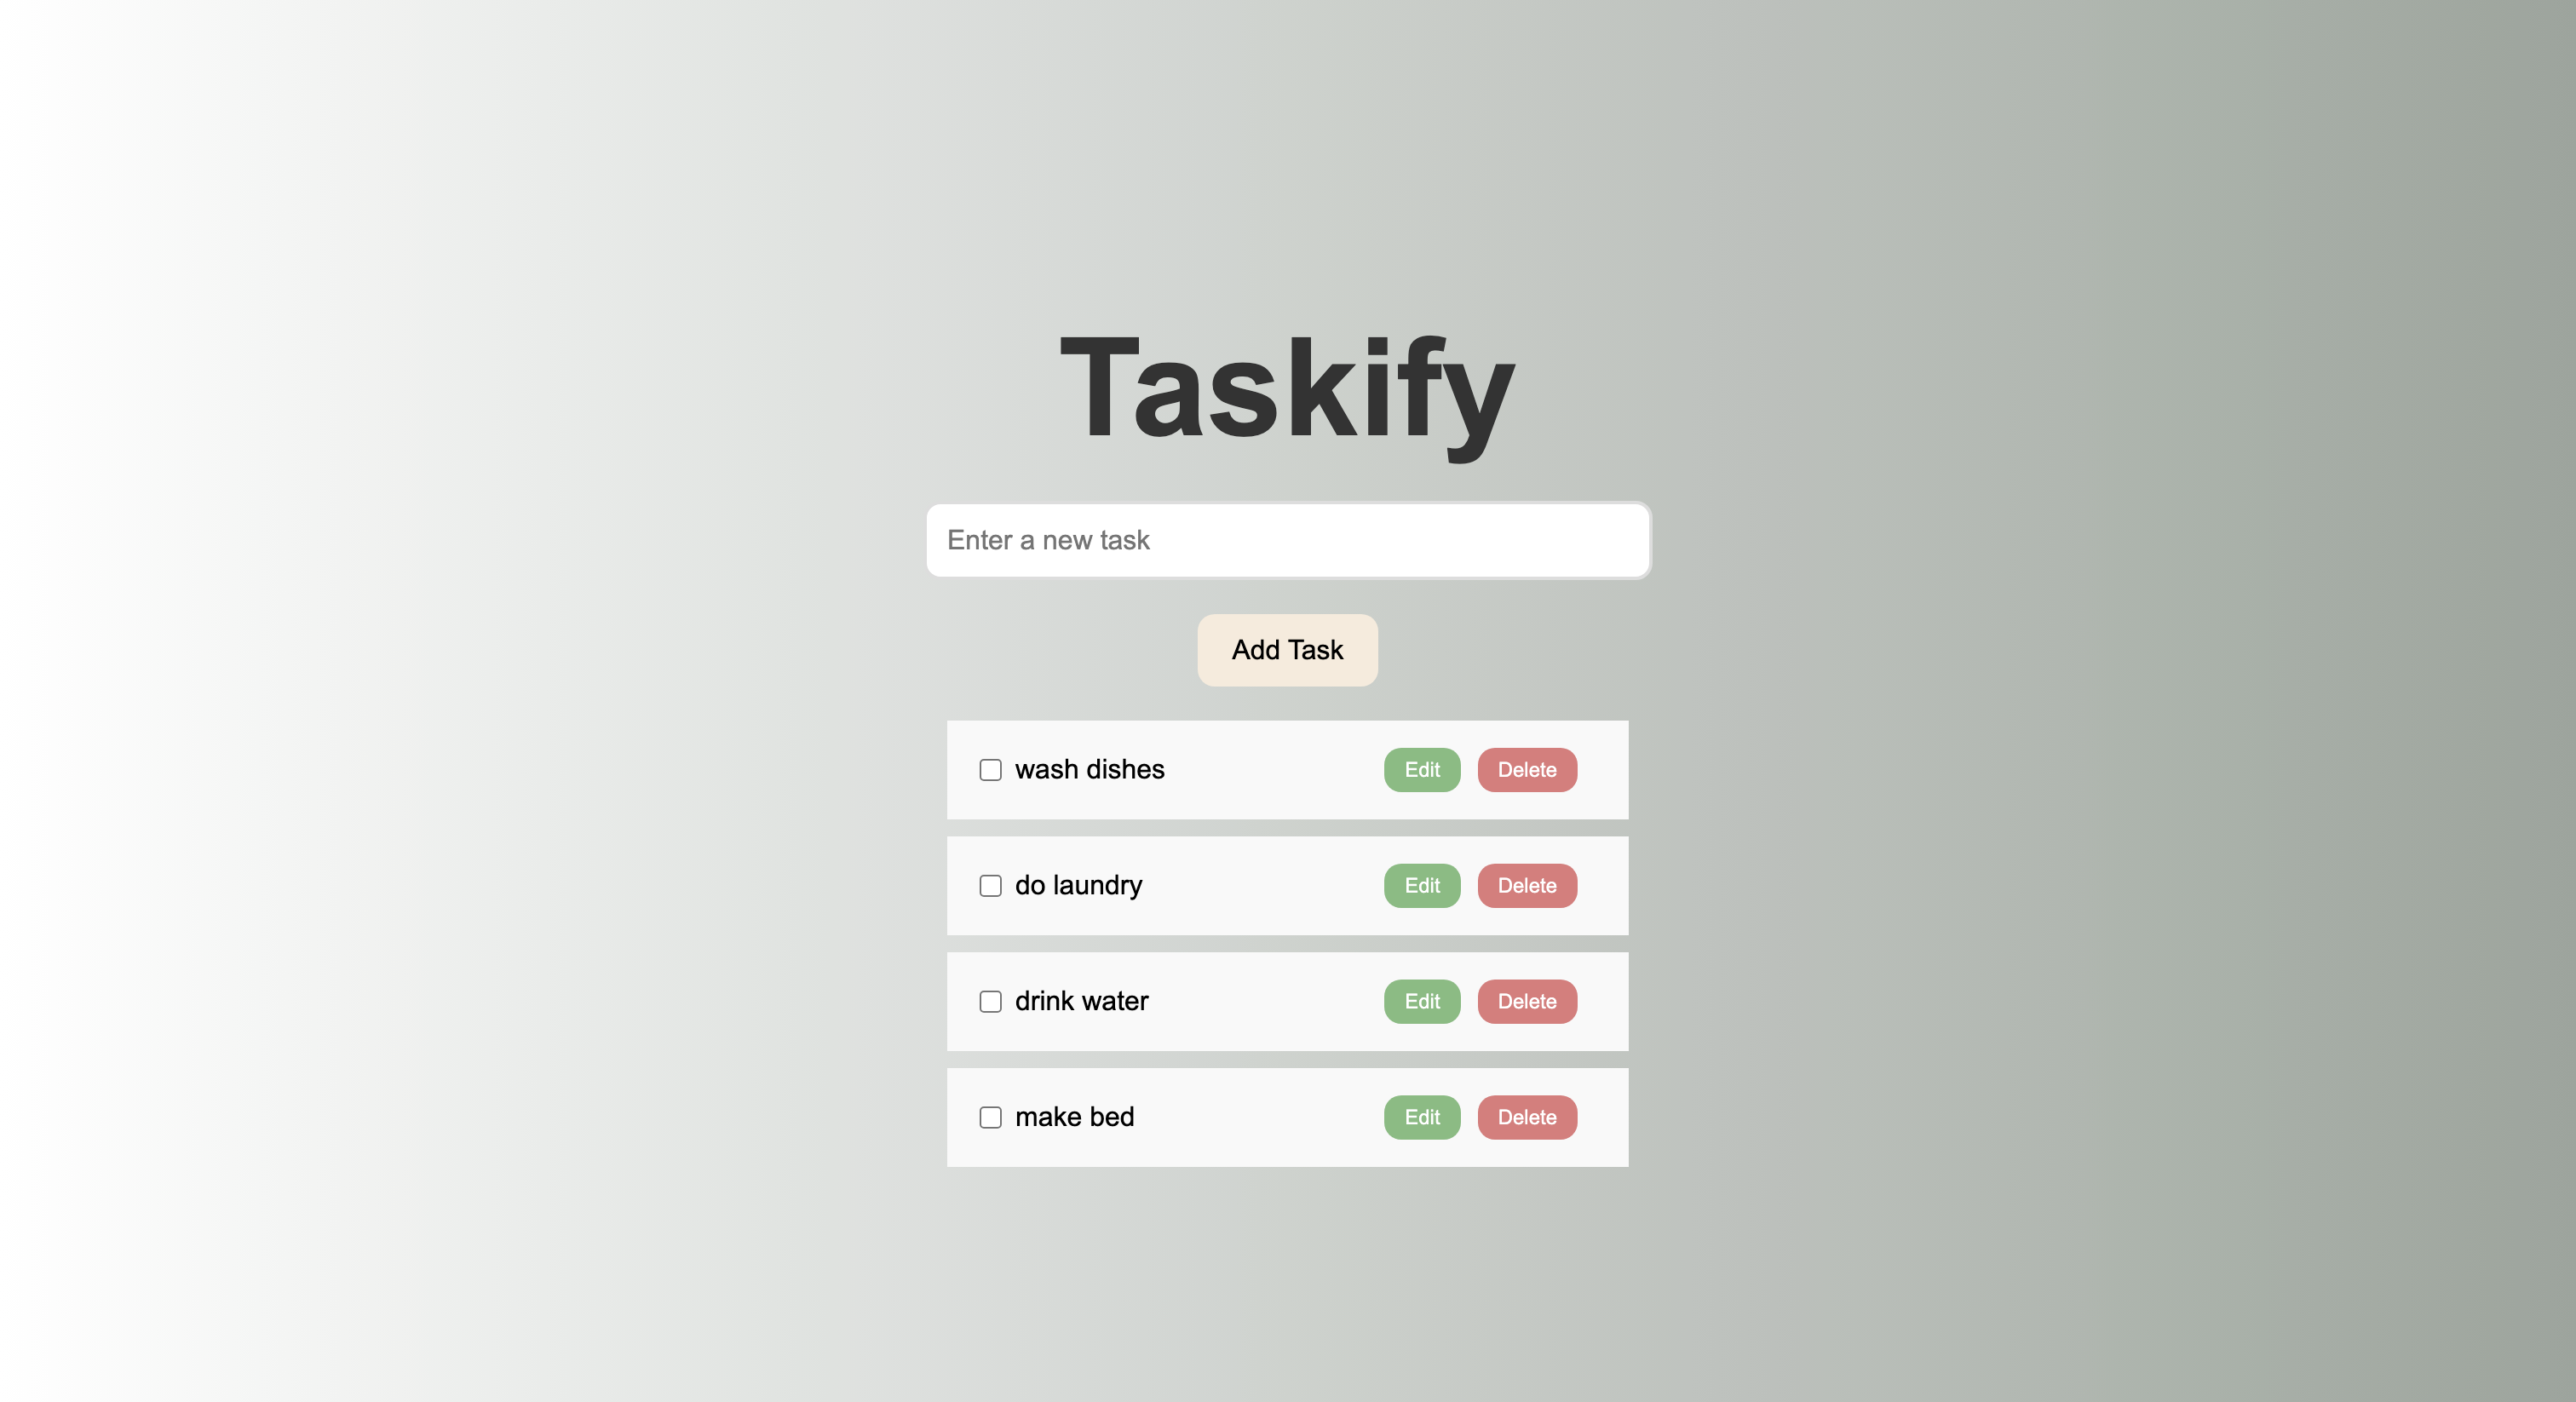 Taskify
Enter a new task
Add Task
wash dishes Edit Delete
do laundry Edit Delete
drink water Edit Delete
make bed Edit Delete